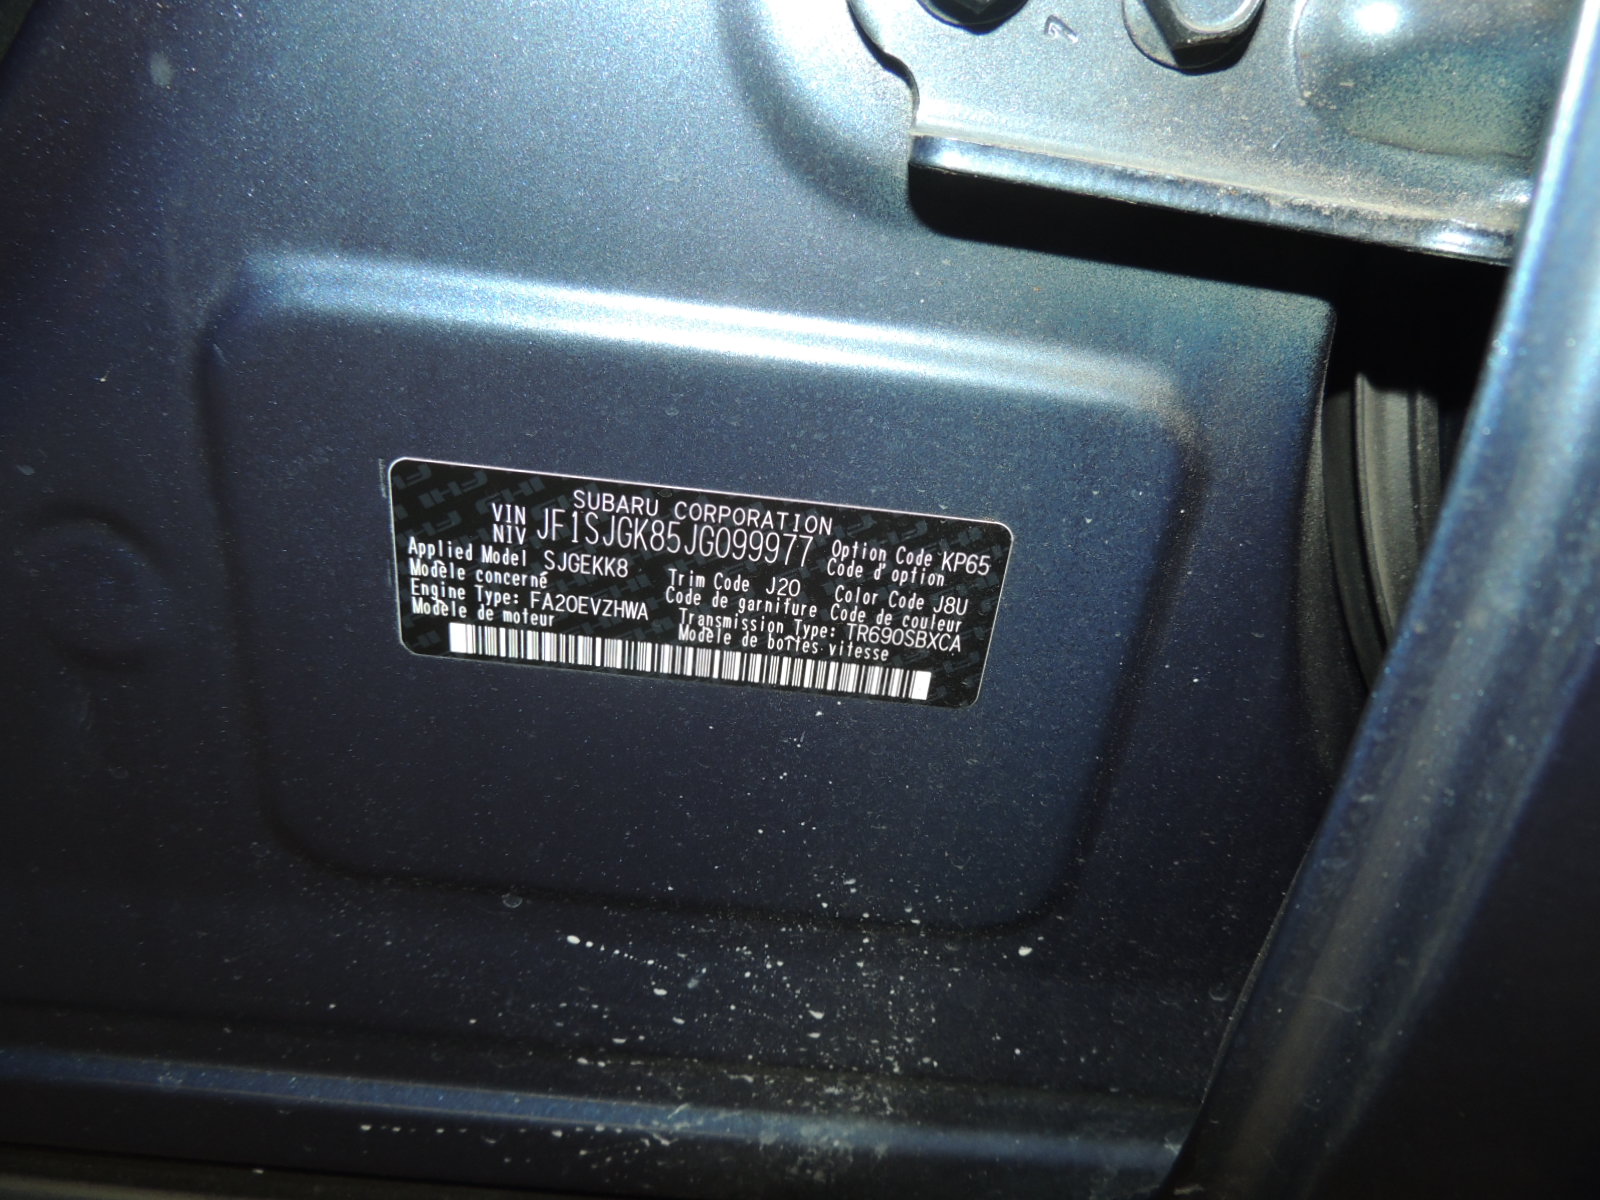 SUBARU CORPORATION
VIN
NIV JF1SJGK85JG099977
Option Code KP65
Code d'option
Applied Model SJGEKK8
Modèle concerné
Trim Code J20
Code de garniture
Color Code J8U
Code de couleur
Engine Type: FA20EVZHWA
Modèle de moteur
Transmission Type: TR690SBXCA
Modèle de boîtes vitesse